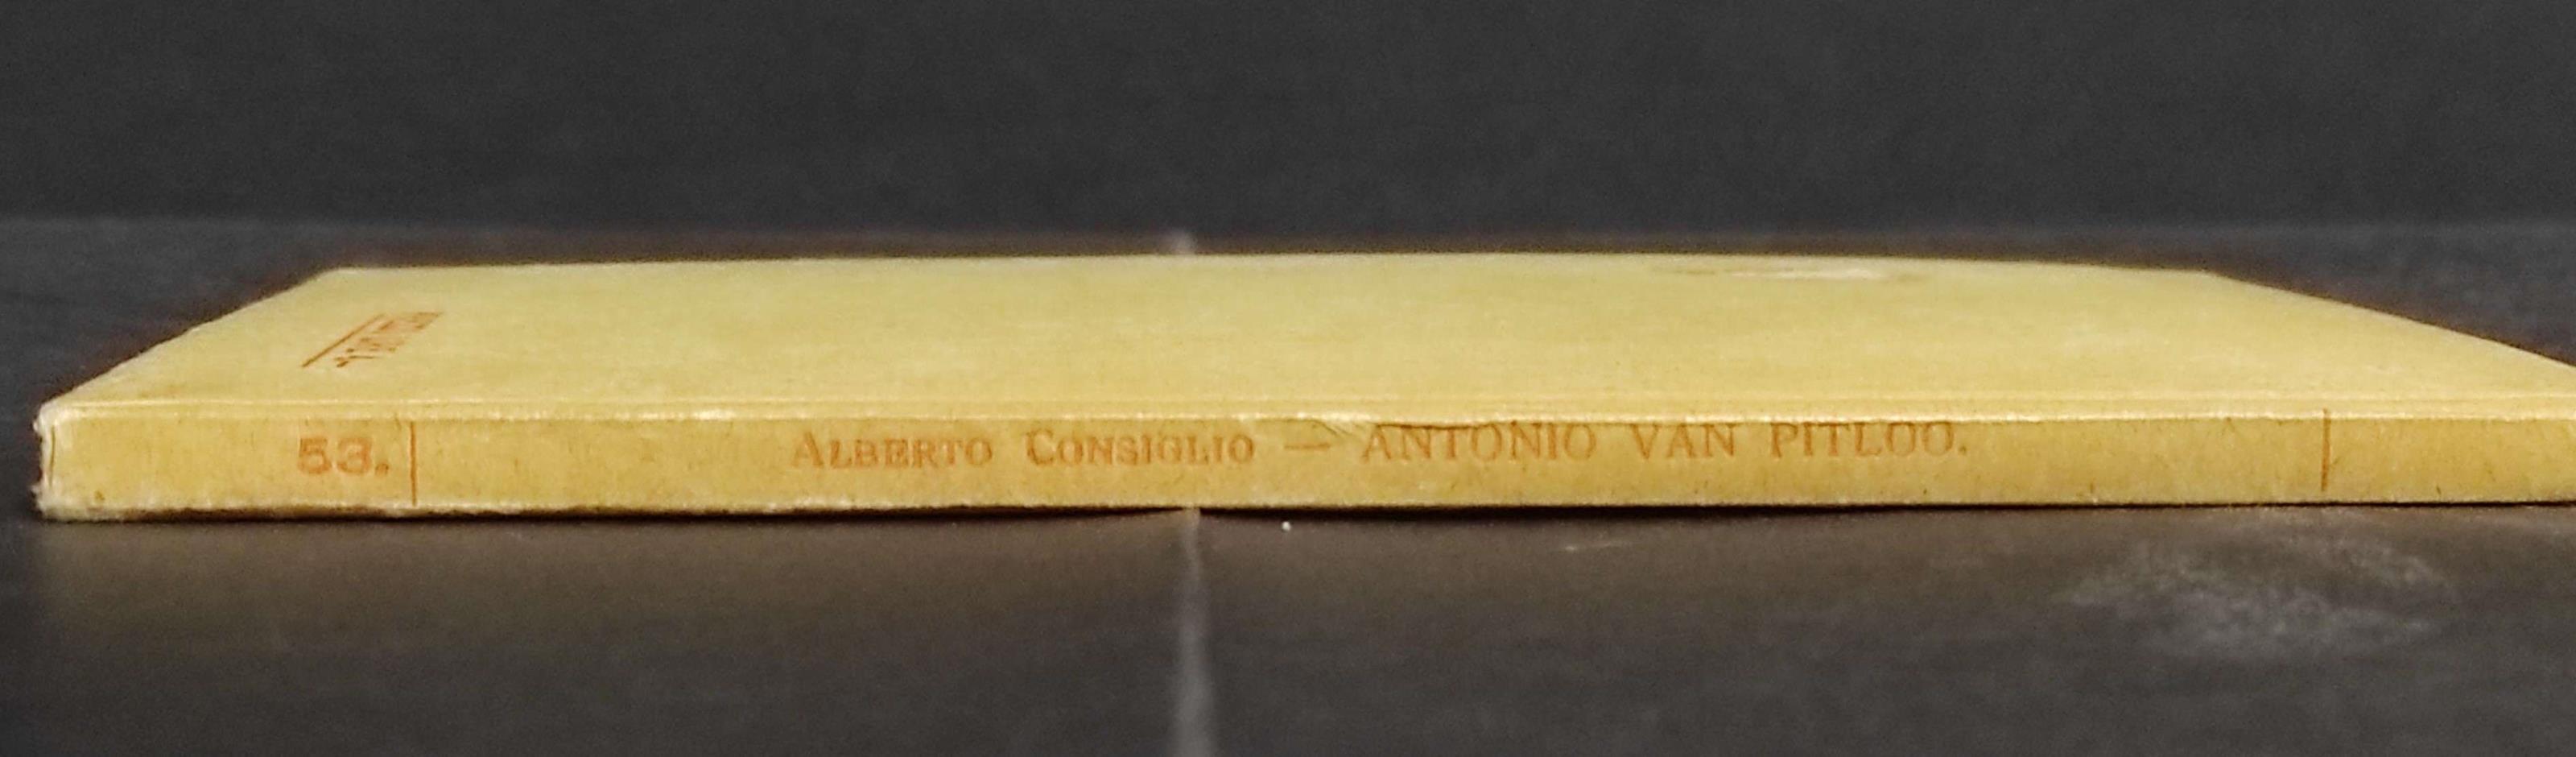 53. ALBERTO CONSIGLIO — ANTONIO VAN PITLOO.